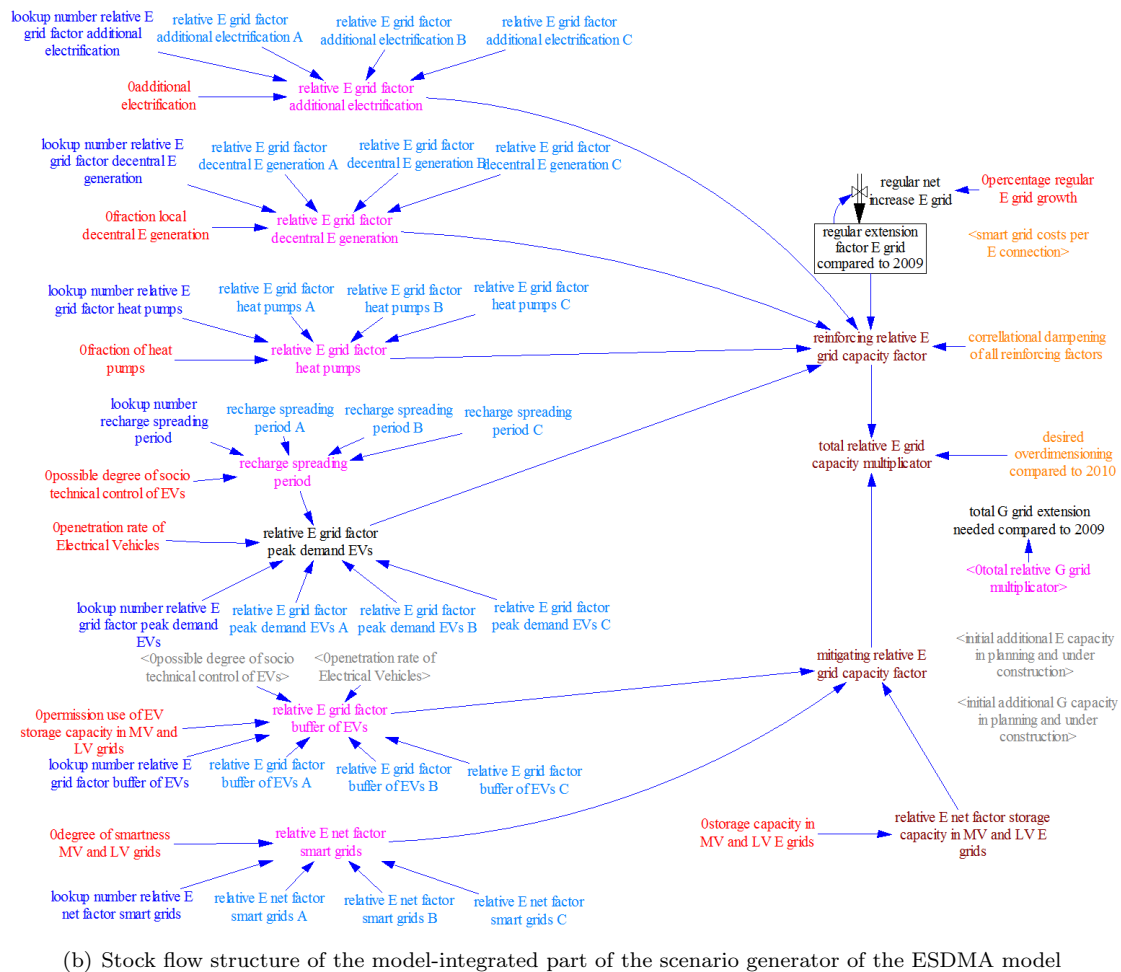 lookup number relative E
grid factor additional
electrification
relative E grid factor
additional electrification A
relative E grid factor
additional electrification B
relative E grid factor
additional electrification C
0additional
electrification
relative E grid factor
additional electrification
lookup number relative E
grid factor decentral E
generation
relative E grid factor
decentral E generation A
relative E grid factor
decentral E generation B
relative E grid factor
decentral E generation C
0fraction local
decentral E generation
relative E grid factor
decentral E generation
regular net
increase E grid
0percentage regular
E grid growth
regular extension
factor E grid
compared to 2009
<smart grid costs per
E connection>
lookup number relative E
grid factor heat pumps
relative E grid factor
heat pumps A
relative E grid factor
heat pumps B
relative E grid factor
heat pumps C
0fraction of heat
pumps
relative E grid factor
heat pumps
reinforcing relative E
grid capacity factor
correllational dampening
of all reinforcing factors
lookup number
recharge spreading
period
recharge spreading
period A
recharge spreading
period B
recharge spreading
period C
0possible degree of socio
technical control of EVs
recharge spreading
period
total relative E grid
capacity multiplicator
desired
overdimensioning
compared to 2010
0penetration rate of
Electrical Vehicles
relative E grid factor
peak demand EVs
total G grid extension
needed compared to 2009
<0total relative G grid
multiplicator>
lookup number relative E
grid factor peak demand
EVs
relative E grid factor
peak demand EVs A
relative E grid factor
peak demand EVs B
relative E grid factor
peak demand EVs C
<0possible degree of socio
technical control of EVs>
<0penetration rate of
Electrical Vehicles>
mitigating relative E
grid capacity factor
<initial additional E capacity
in planning and under
construction>
<initial additional G capacity
in planning and under
construction>
0permission use of EV
storage capacity in MV and
LV grids
relative E grid factor
buffer of EVs
lookup number relative E
grid factor buffer of EVs
relative E grid factor
buffer of EVs A
relative E grid factor
buffer of EVs B
relative E grid factor
buffer of EVs C
0degree of smartness
MV and LV grids
relative E net factor
smart grids
0storage capacity in
MV and LV E grids
relative E net factor storage
capacity in MV and LV E
grids
lookup number relative E
net factor smart grids
relative E net factor
smart grids A
relative E net factor
smart grids B
relative E net factor
smart grids C
(b) Stock flow structure of the model-integrated part of the scenario generator of the ESDMA model